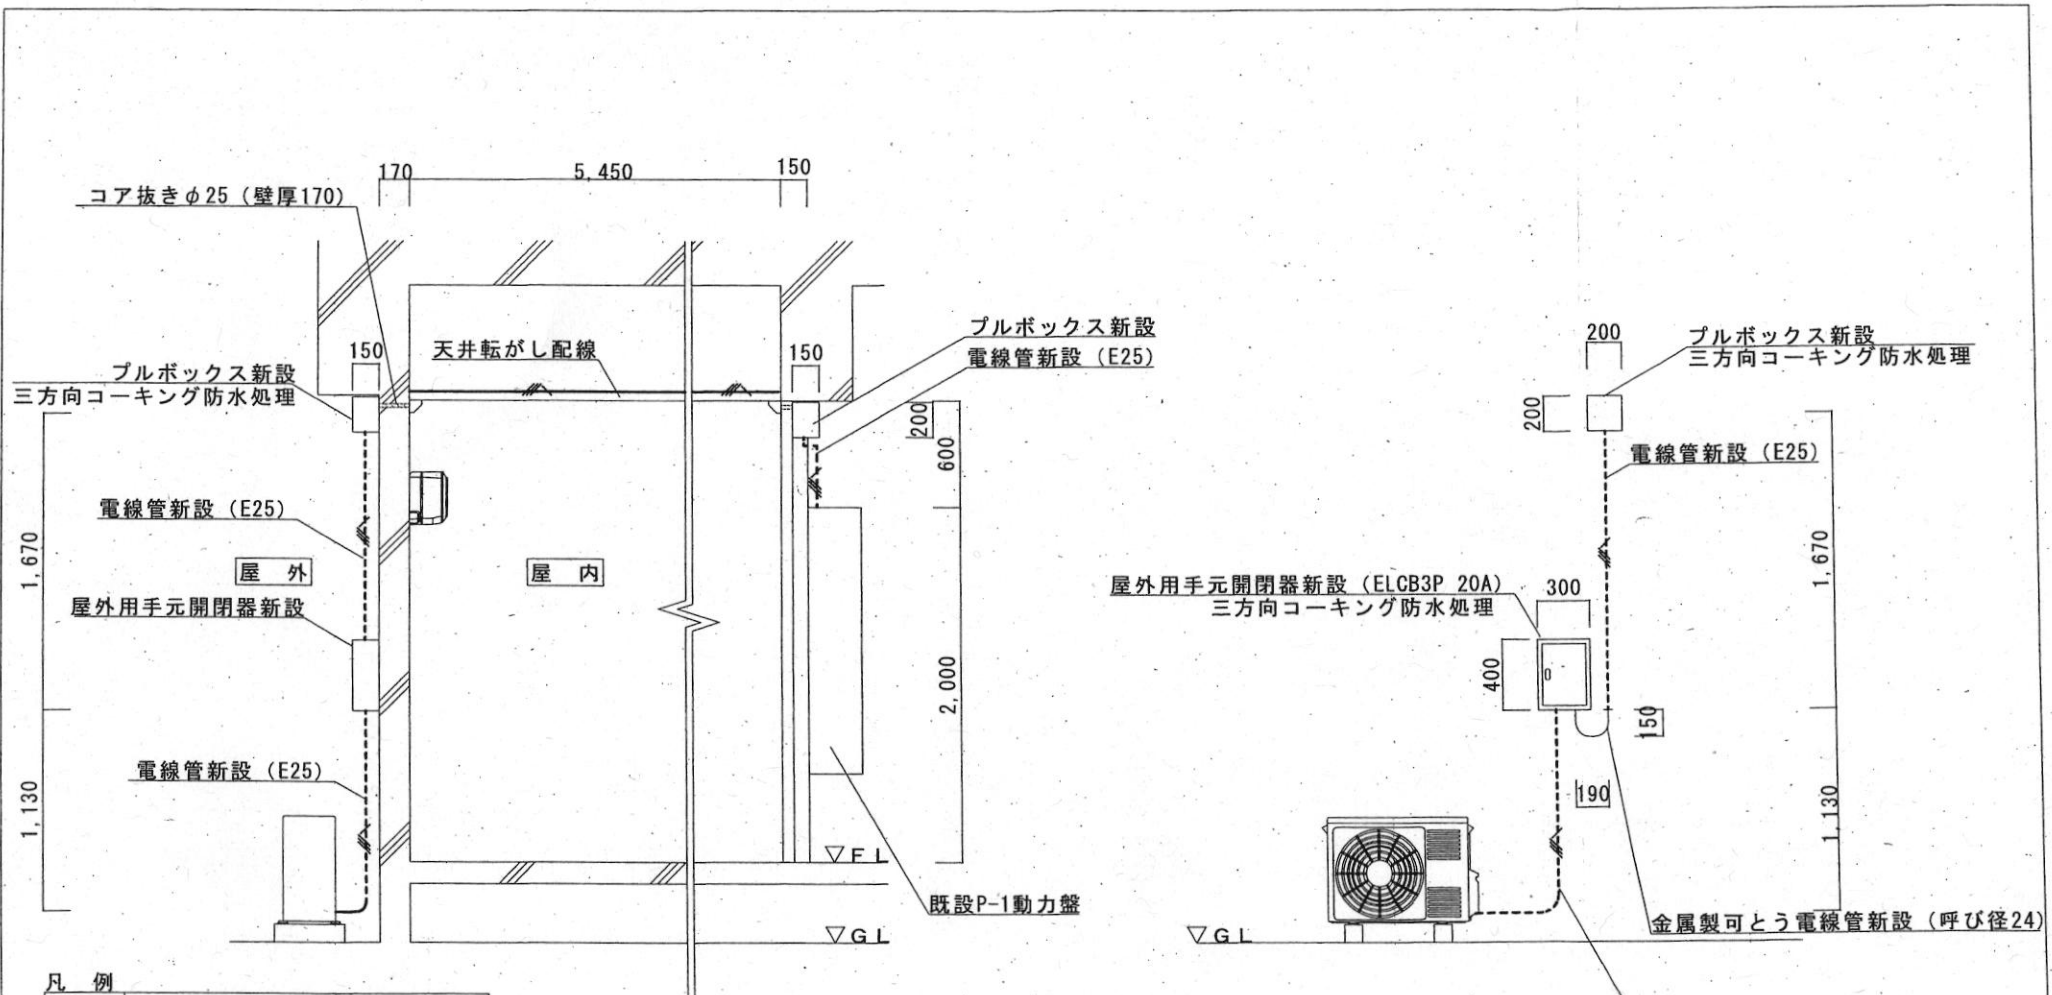 170
5,450
150
コア抜きφ25（壁厚170）
プルボックス新設
三方向コーキング防水処理
150
天井転がし配線
150
プルボックス新設
電線管新設（E25）
200
600
電線管新設（E25）
1,670
屋 外
屋 内
屋外用手元開閉器新設
2,000
電線管新設（E25）
1,130
▽FL
既設P-1動力盤
▽GL
凡 例
200
プルボックス新設
三方向コーキング防水処理
200
電線管新設（E25）
1,670
屋外用手元開閉器新設（ELCB3P 20A）
三方向コーキング防水処理
300
400
150
190
1,130
▽GL
金属製可とう電線管新設（呼び径24）